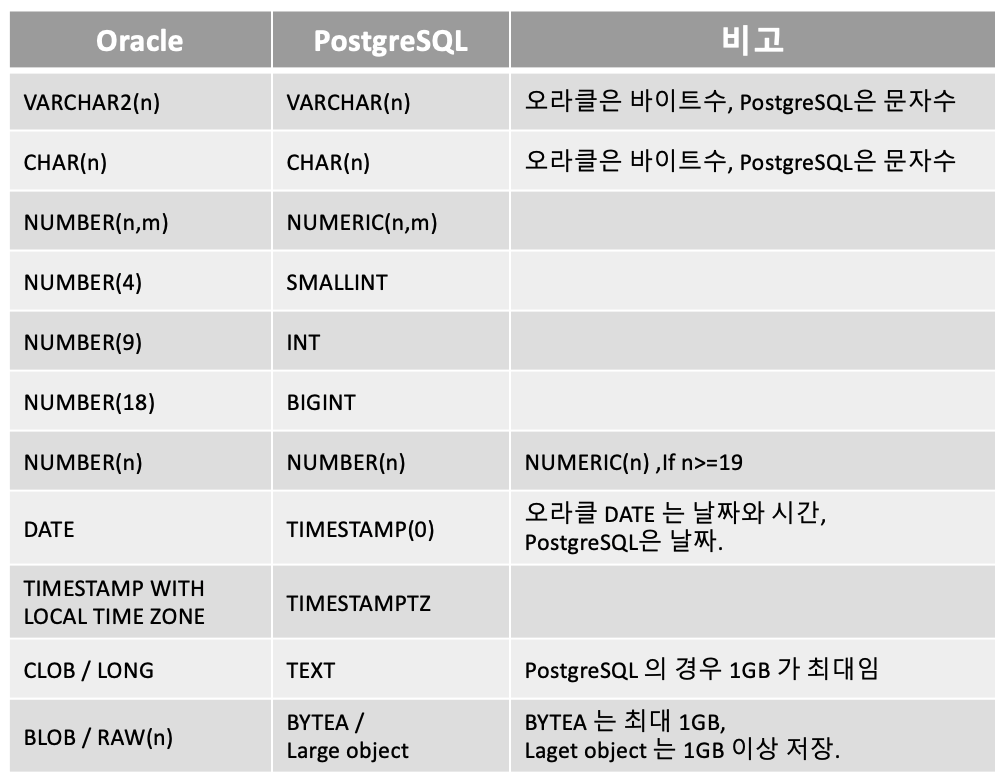 Oracle PostgreSQL 비고
VARCHAR2(n) VARCHAR(n) 오라클은 바이트수, PostgreSQL은 문자수
CHAR(n) CHAR(n) 오라클은 바이트수, PostgreSQL은 문자수
NUMBER(n,m) NUMERIC(n,m)
NUMBER(4) SMALLINT
NUMBER(9) INT
NUMBER(18) BIGINT
NUMBER(n) NUMBER(n) NUMERIC(n) ,If n>=19
DATE TIMESTAMP(0) 오라클 DATE 는 날짜와 시간,
PostgreSQL은 날짜.
TIMESTAMP WITH
LOCAL TIME ZONE TIMESTAMPTZ
CLOB / LONG TEXT PostgreSQL 의 경우 1GB 가 최대임
BLOB / RAW(n) BYTEA /
Large object BYTEA 는 최대 1GB,
Laget object 는 1GB 이상 저장.